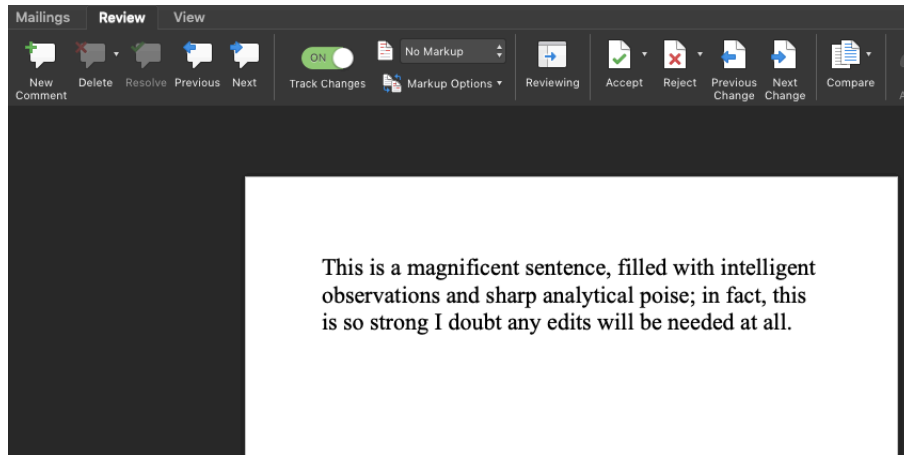 Mailings Review View
ON No Markup
New Delete Resolve Previous Next Track Changes Markup Options Reviewing Accept Reject Previous Next Compare
Comment Change Change
This is a magnificent sentence, filled with intelligent
observations and sharp analytical poise; in fact, this
is so strong I doubt any edits will be needed at all.